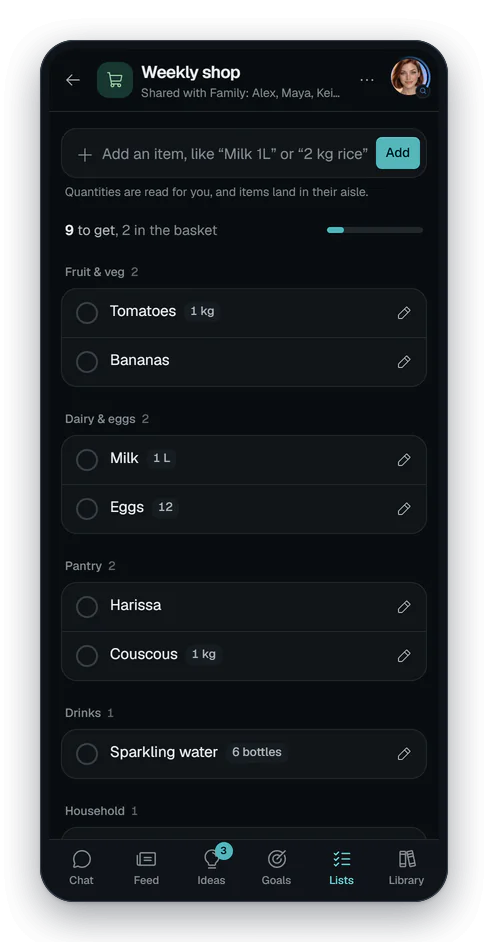 Weekly shop
Shared with Family: Alex, Maya, Kei...
Add an item, like “Milk 1L” or “2 kg rice”
Add
Quantities are read for you, and items land in their aisle.
9 to get, 2 in the basket
Fruit & veg 2
Tomatoes 1 kg
Bananas
Dairy & eggs 2
Milk 1 L
Eggs 12
Pantry 2
Harissa
Couscous 1 kg
Drinks 1
Sparkling water 6 bottles
Household 1
3
Chat Feed Ideas Goals Lists Library